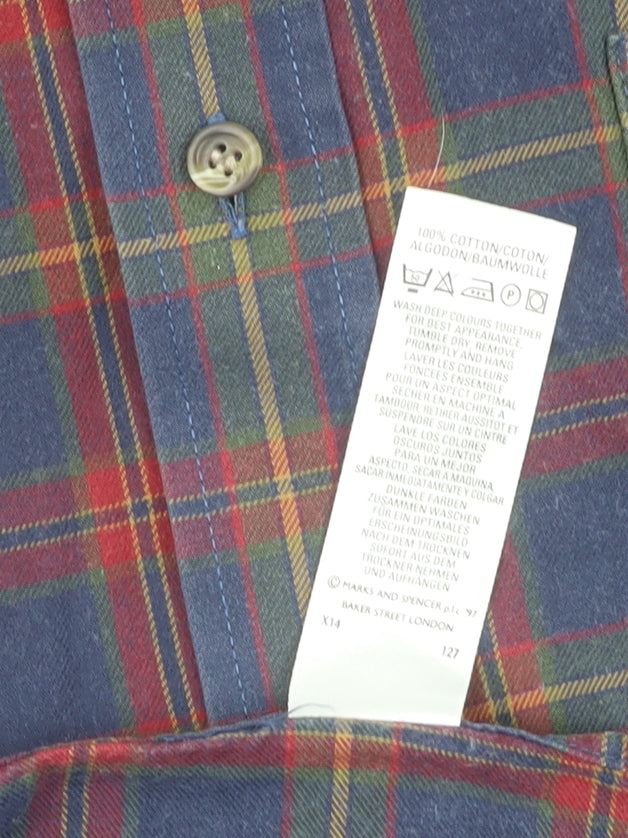 100% COTTON/COTON/
ALGODON/BAUMWOLLE
50
P
WASH DEEP COLOURS TOGETHER
FOR BEST APPEARANCE,
TUMBLE DRY. REMOVE
PROMPTLY AND HANG
LAVER LES COULEURS
FONCÉES ENSEMBLE
POUR UN ASPECT OPTIMAL
SECHER EN MACHINE A
TAMBOUR. RETIRER AUSSITOT ET
SUSPENDRE SUR UN CINTRE
LAVE LOS COLORES
OSCUROS JUNTOS
PARA UN MEJOR
ASPECTO, SECAR A MAQUINA,
SACAR INMEDIATAMENTE Y COLGAR
DUNKLE FARBEN
ZUSAMMEN WASCHEN
FÜR EIN OPTIMALES
ERSCHEINUNGSBILD
NACH DEM TROCKNEN
SOFORT AUS DEM
TROCKNER NEHMEN
UND AUFHÄNGEN
© MARKS AND SPENCER p.l.c. '97
BAKER STREET LONDON
X14
127